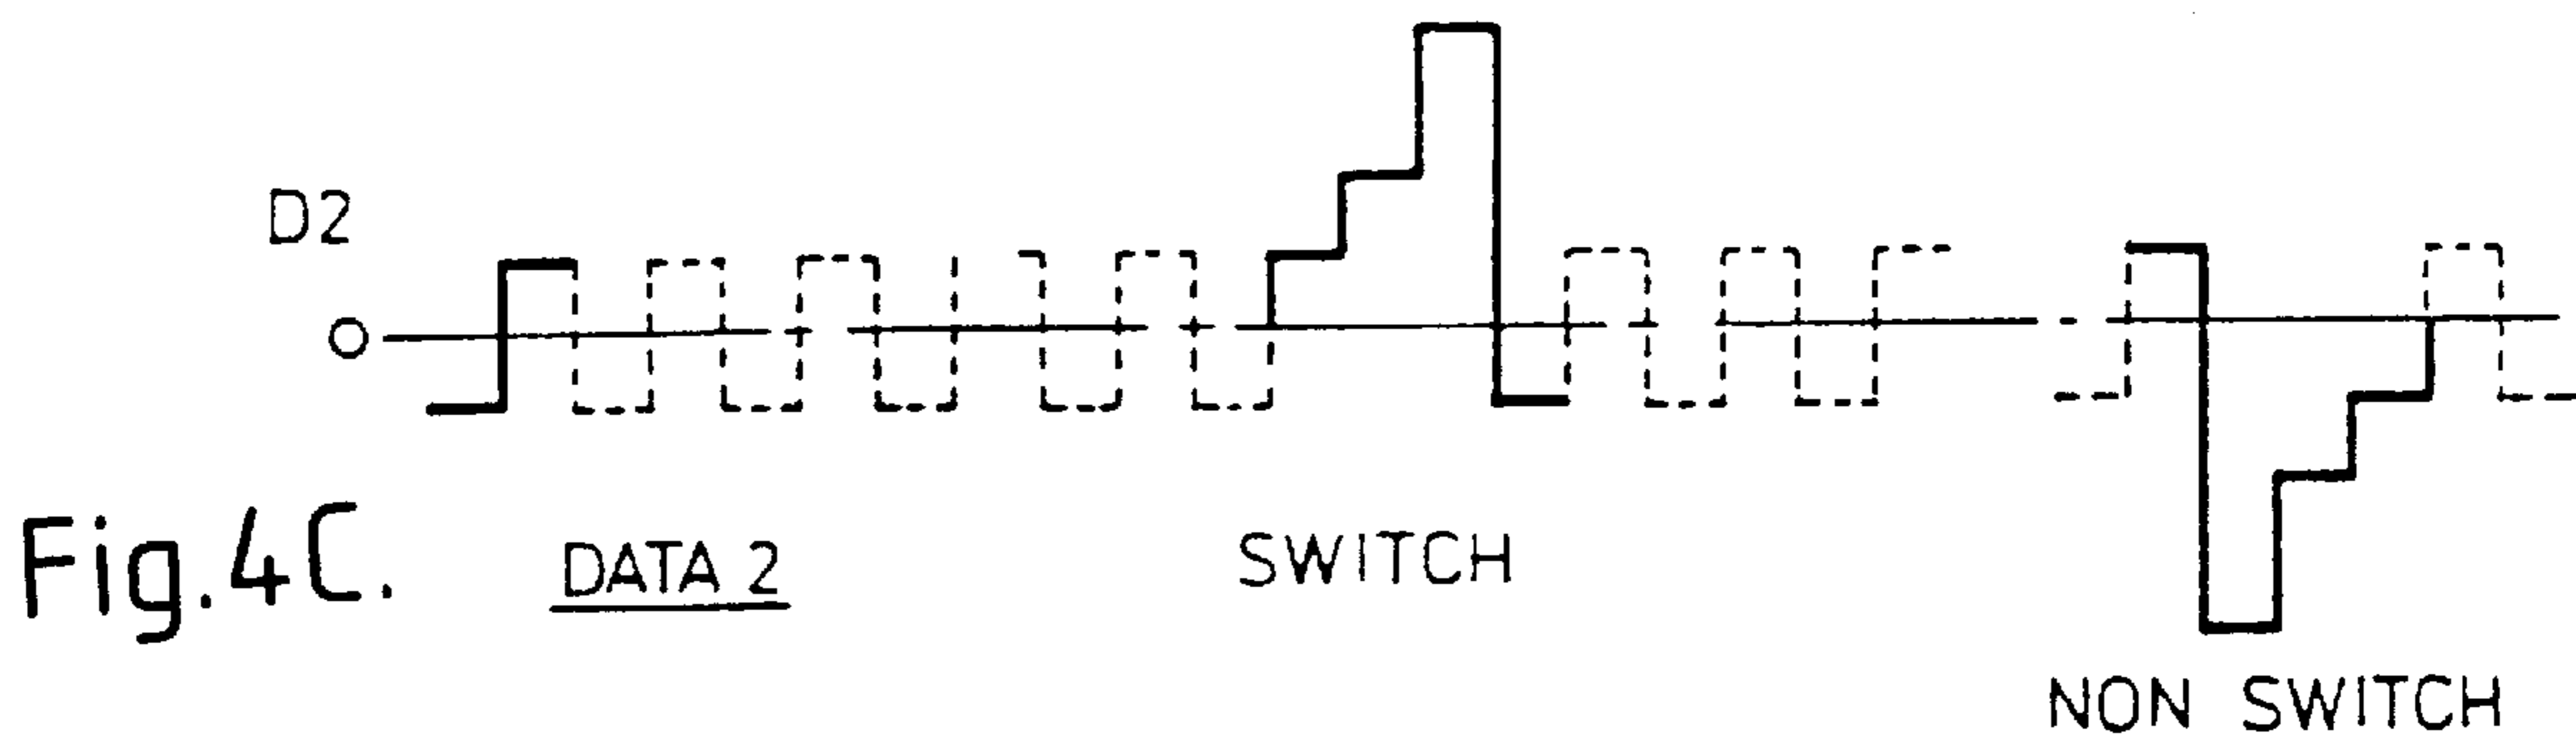 D2
O
Fig.4C.
DATA 2
SWITCH
NON SWITCH